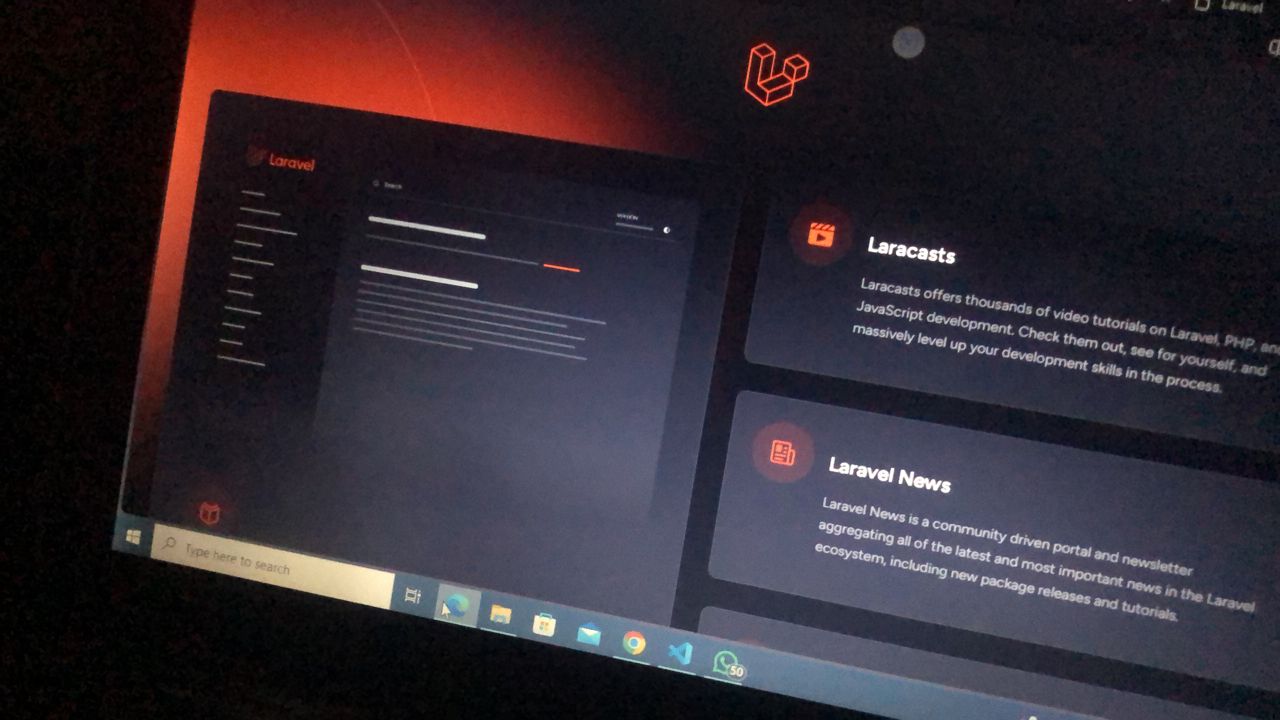 Laravel
Laravel
Search
VERSION
Laracasts
Laracasts offers thousands of video tutorials on Laravel, PHP, and
JavaScript development. Check them out, see for yourself, and
massively level up your development skills in the process.
Laravel News
Laravel News is a community driven portal and newsletter
aggregating all of the latest and most important news in the Laravel
ecosystem, including new package releases and tutorials.
Type here to search
50